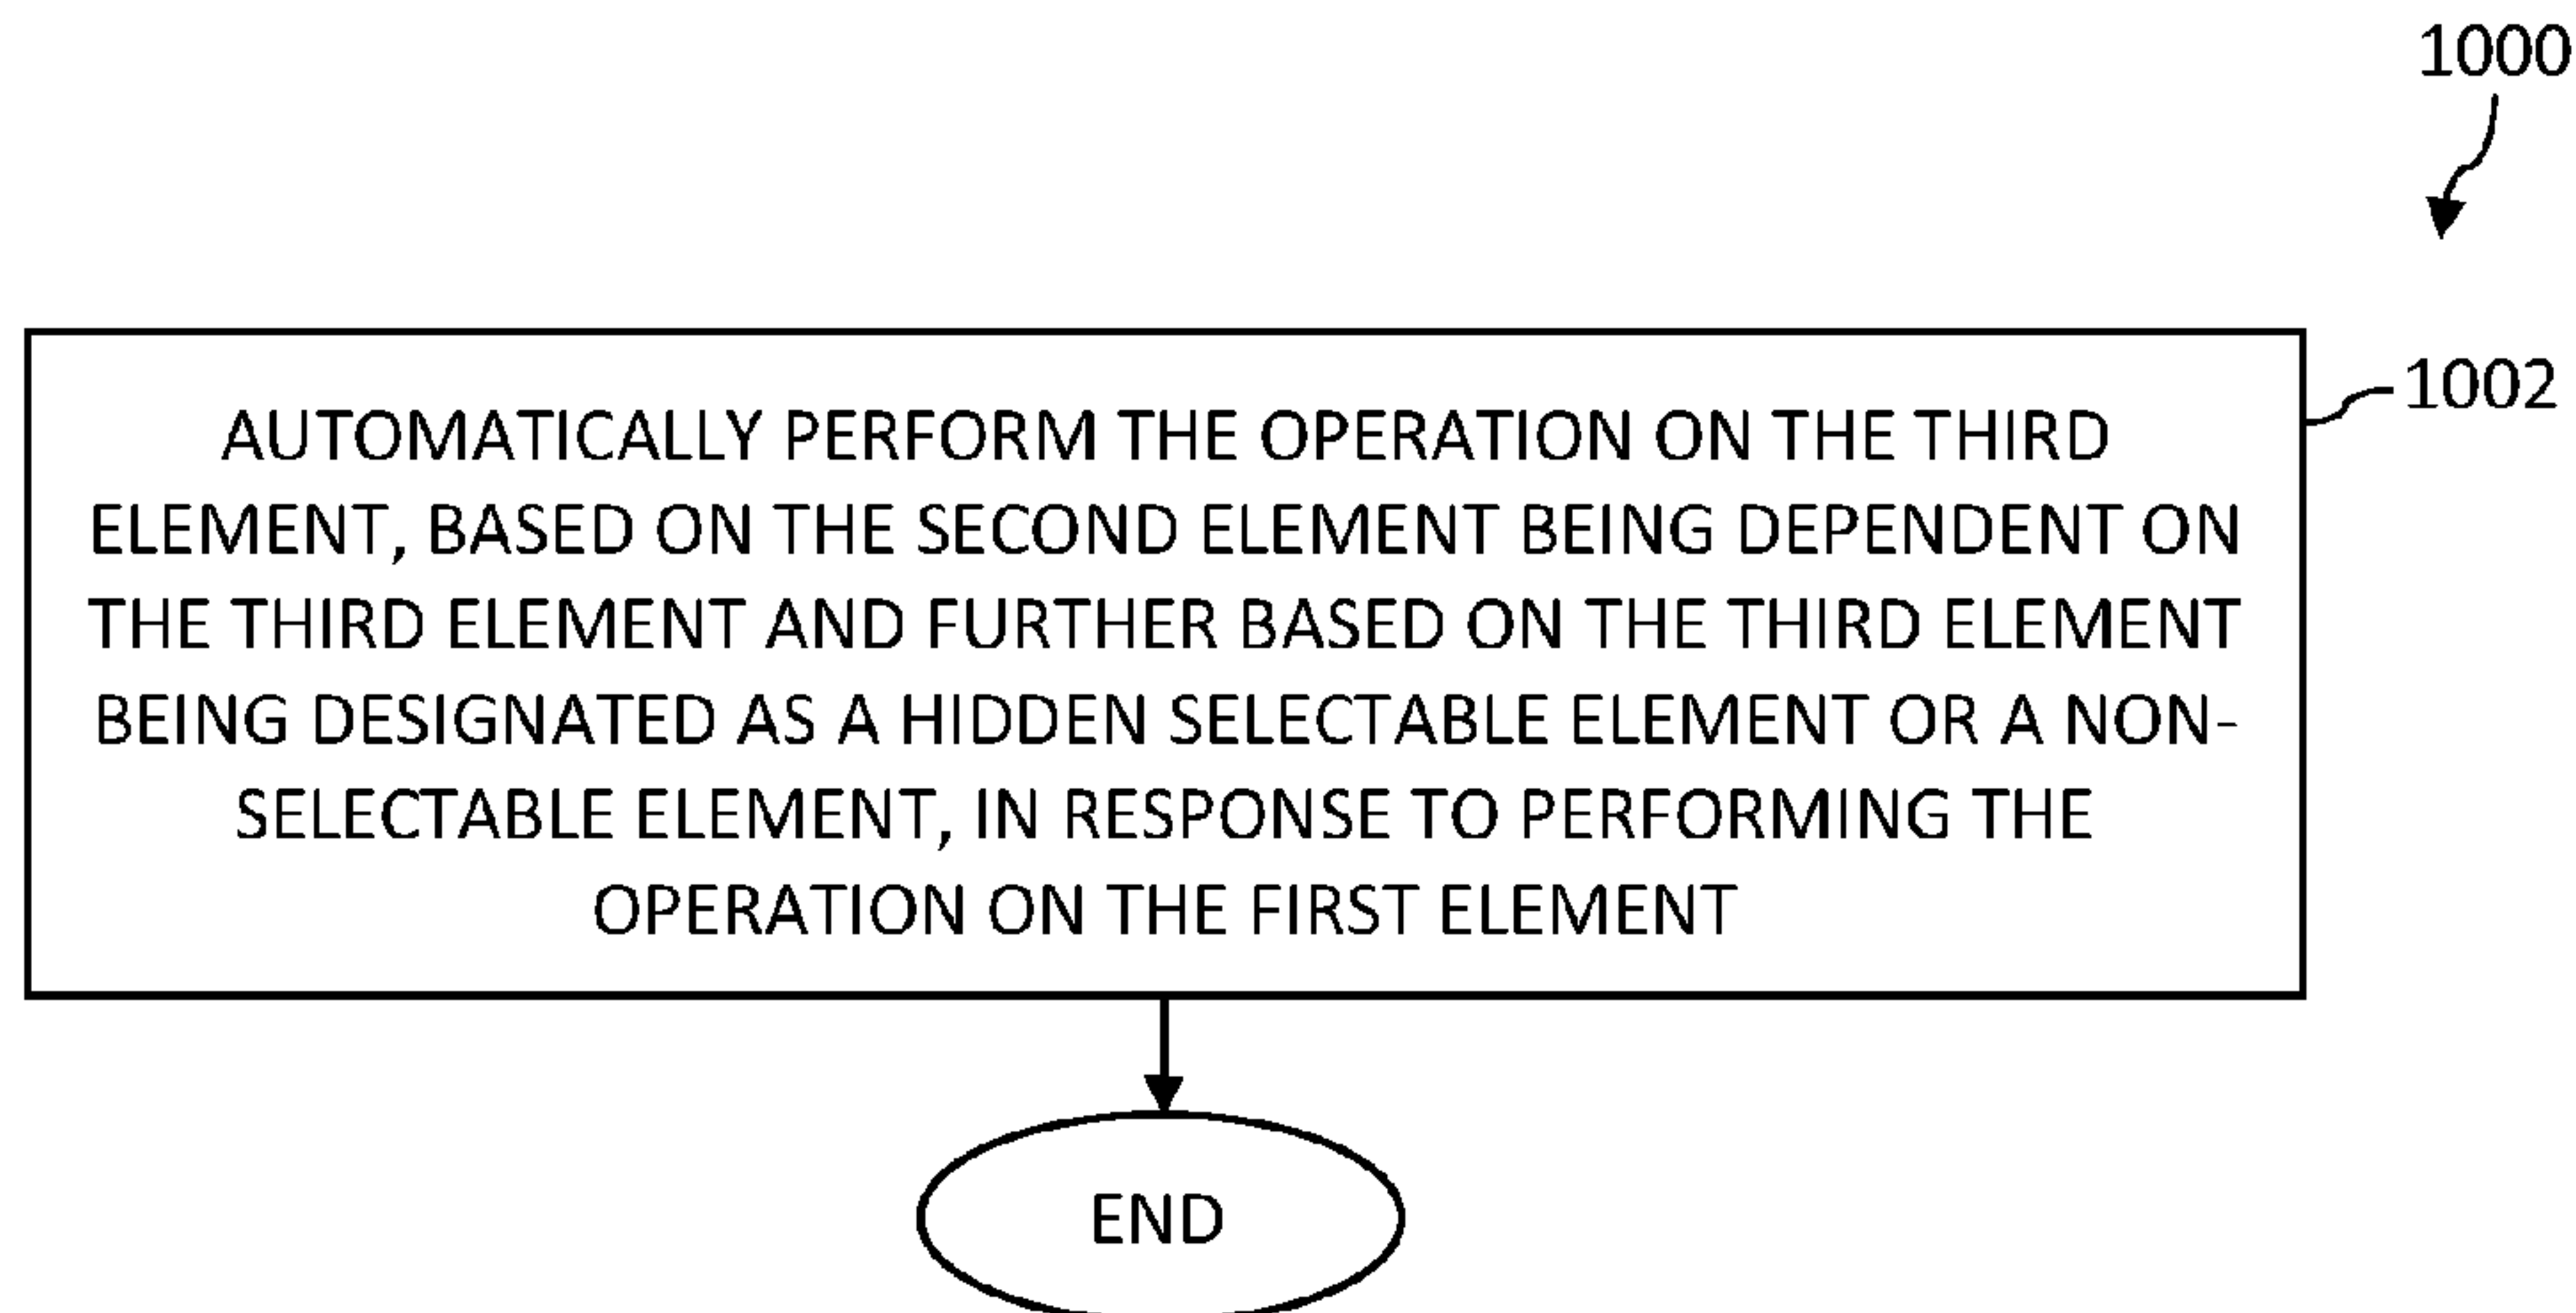 1000
1002
AUTOMATICALLY PERFORM THE OPERATION ON THE THIRD
ELEMENT, BASED ON THE SECOND ELEMENT BEING DEPENDENT ON
THE THIRD ELEMENT AND FURTHER BASED ON THE THIRD ELEMENT
BEING DESIGNATED AS A HIDDEN SELECTABLE ELEMENT OR A NON-
SELECTABLE ELEMENT, IN RESPONSE TO PERFORMING THE
OPERATION ON THE FIRST ELEMENT
END